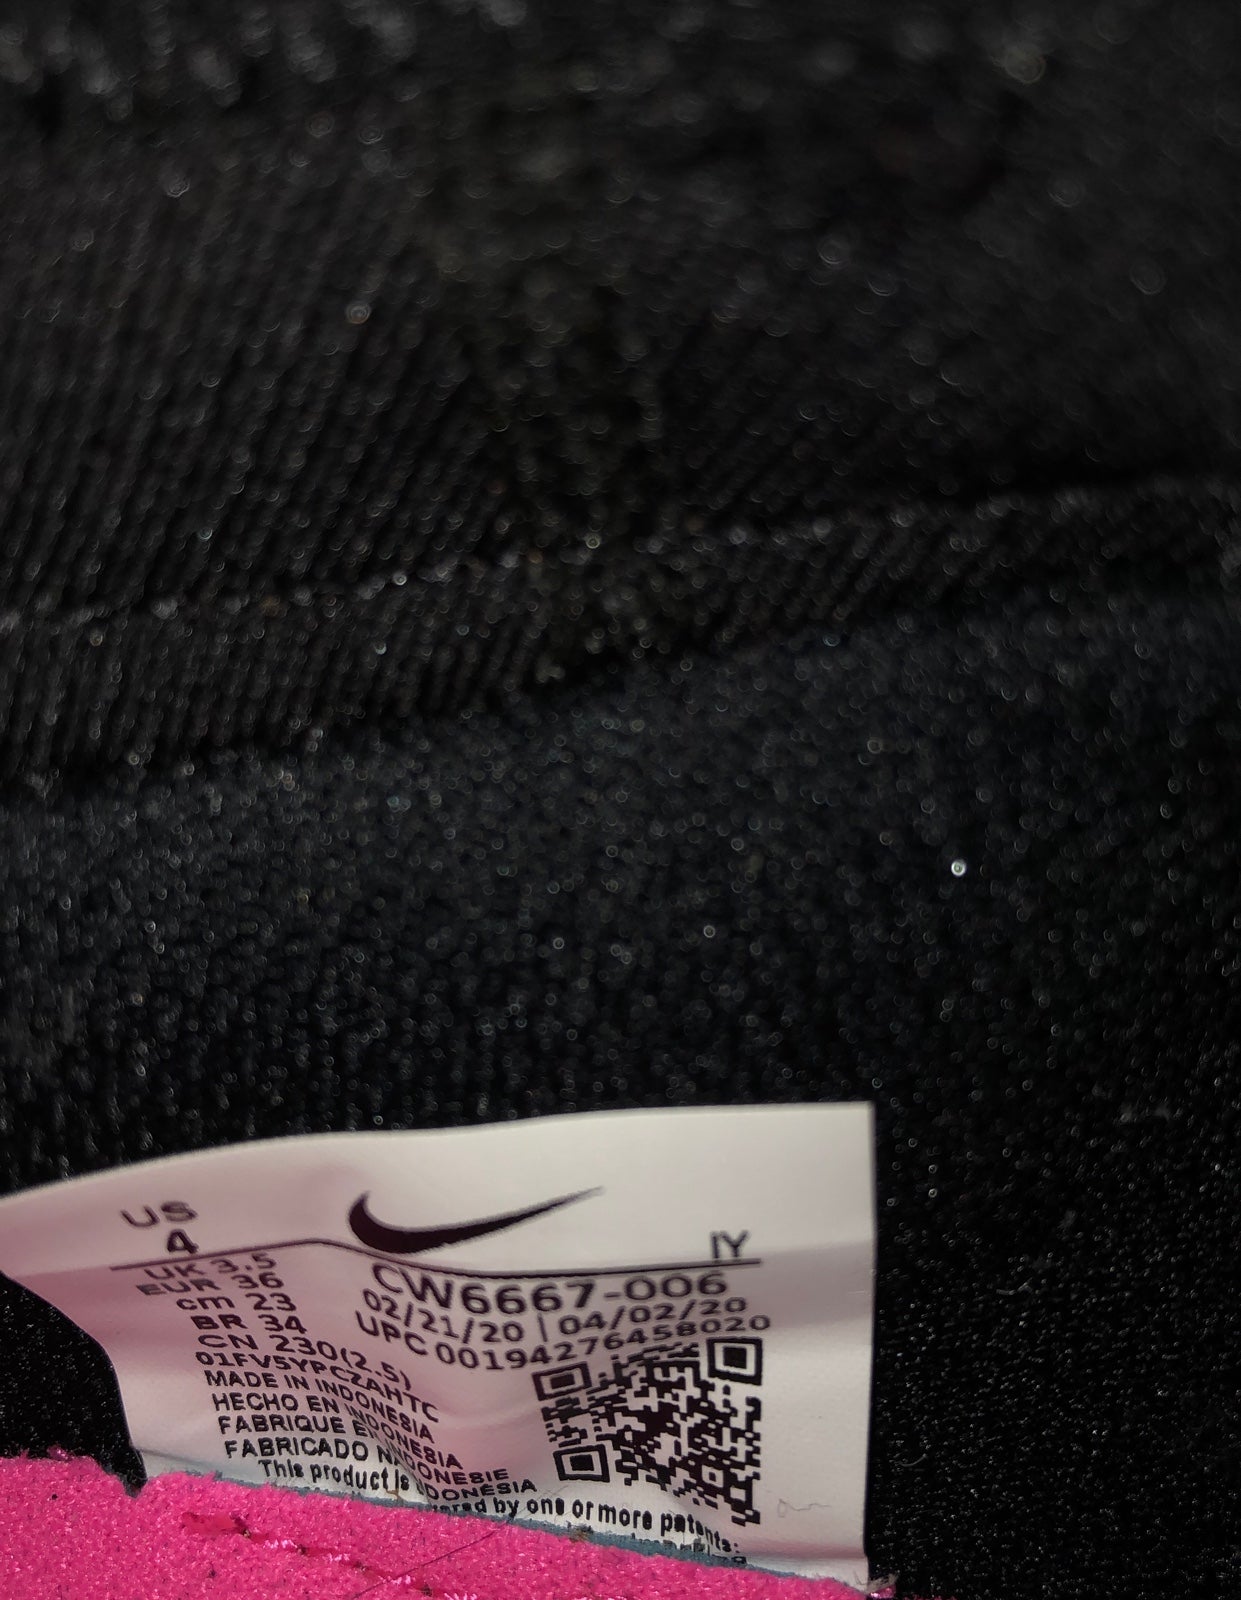 US
4
IY
UK 3.5
EUR 36
cm 23
BR 34
CN 230(2.5)
01FV5YPCZAHTC
MADE IN INDONESIA
HECHO EN INDONESIA
FABRIQUE EN INDONESIE
FABRICADO NA INDONESIA
CW6667-006
02/21/20 | 04/02/20
UPC 00194276458020
This product is covered by one or more patents: